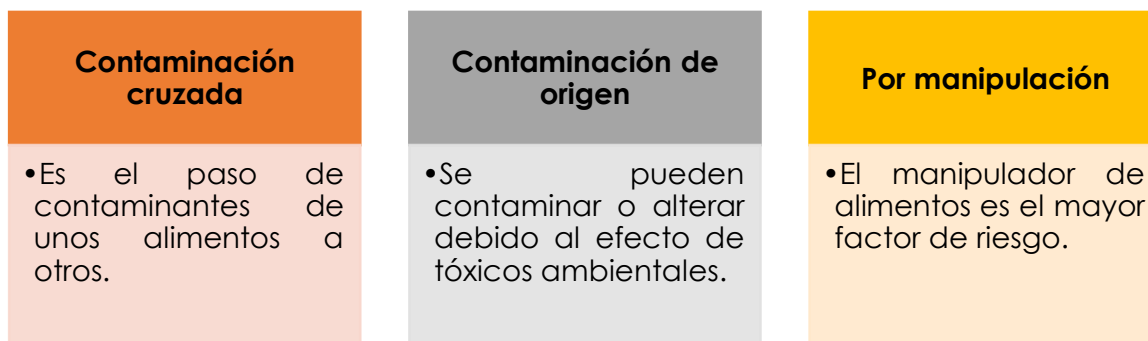 Contaminación
cruzada
•Es el paso de
contaminantes de
unos alimentos a
otros.
Contaminación de
origen
•Se pueden
contaminar o alterar
debido al efecto de
tóxicos ambientales.
Por manipulación
•El manipulador de
alimentos es el mayor
factor de riesgo.